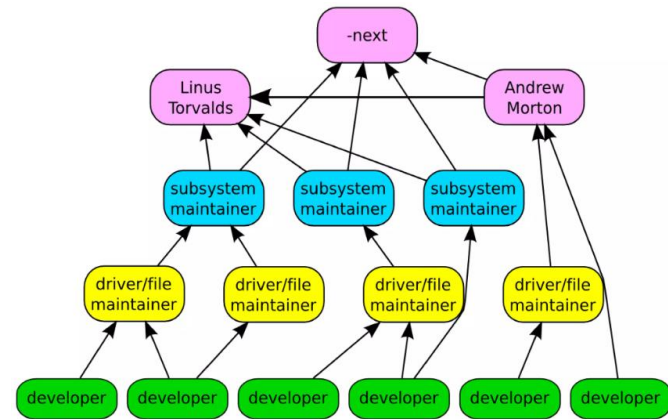 -next
Linus
Torvalds
Andrew
Morton
subsystem
maintainer
subsystem
maintainer
subsystem
maintainer
driver/file
maintainer
driver/file
maintainer
driver/file
maintainer
driver/file
maintainer
developer
developer
developer
developer
developer
developer